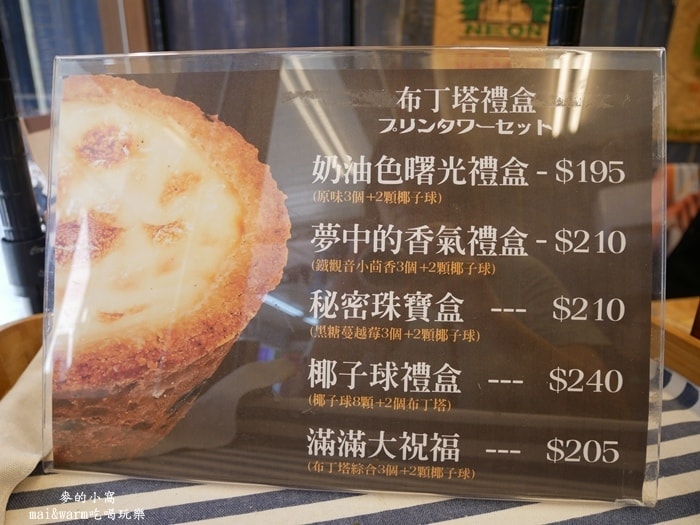 NEON
布丁塔禮盒
プリンタワーセット
奶油色曙光禮盒 - $195
(原味3個+2顆椰子球)
夢中的香氣禮盒 - $210
(鐵觀音小茴香3個+2顆椰子球)
秘密珠寶盒 --- $210
(黑糖蔓越莓3個+2顆椰子球)
椰子球禮盒 --- $240
(椰子球8顆+2個布丁塔)
滿滿大祝福 --- $205
(布丁塔綜合3個+2顆椰子球)
麥的小窩
mai&warm吃喝玩樂